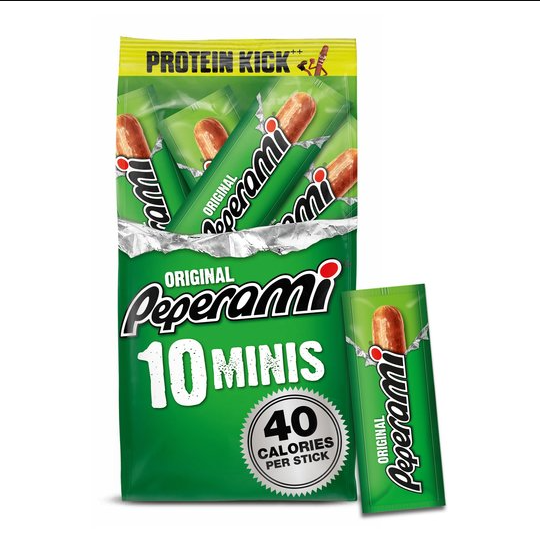 PROTEIN KICK++
ORIGINAL
Peperami
ORIGINAL
Peperami
10 MINIS
40
CALORIES
PER STICK
ORIGINAL
Peperami